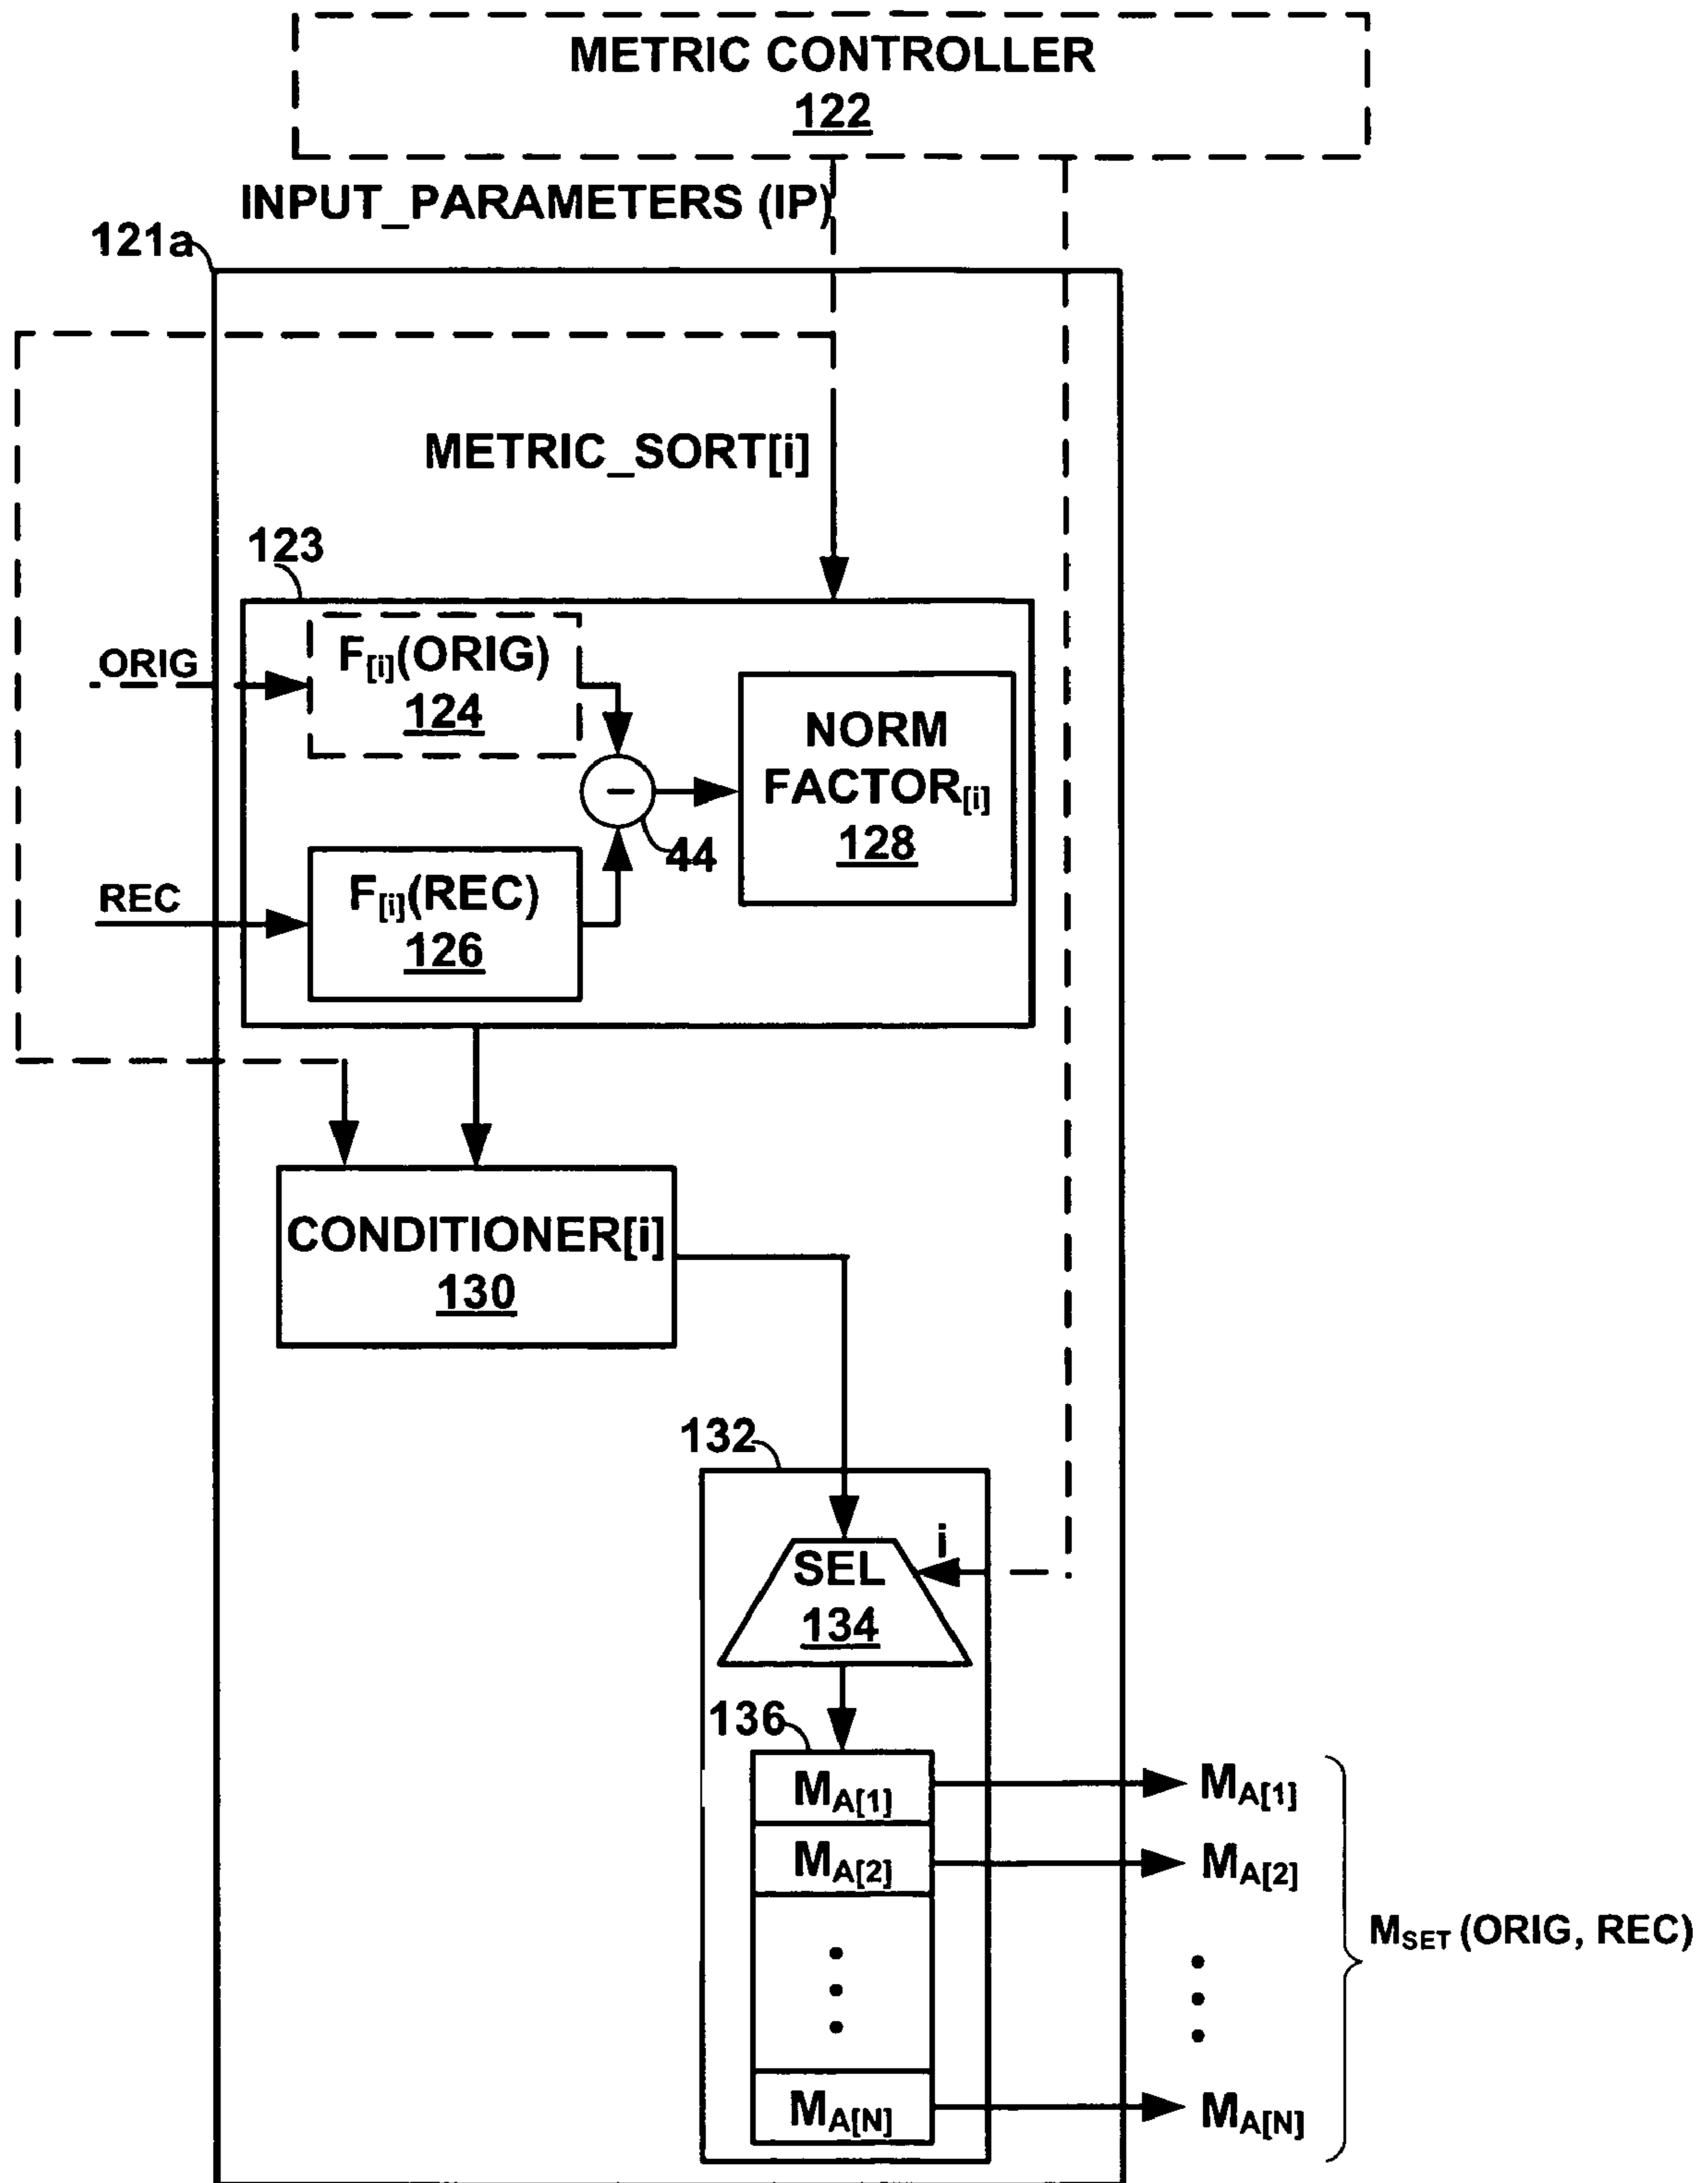 METRIC CONTROLLER
122
INPUT_PARAMETERS (IP)
121a
METRIC_SORT[i]
123
ORIG
F[i](ORIG)
124
NORM
FACTOR[i]
128
44
REC
F[i](REC)
126
CONDITIONER[i]
130
132
i
SEL
134
136
MA[1]
MA[1]
MA[2]
MA[2]
MSET (ORIG, REC)
MA[N]
MA[N]